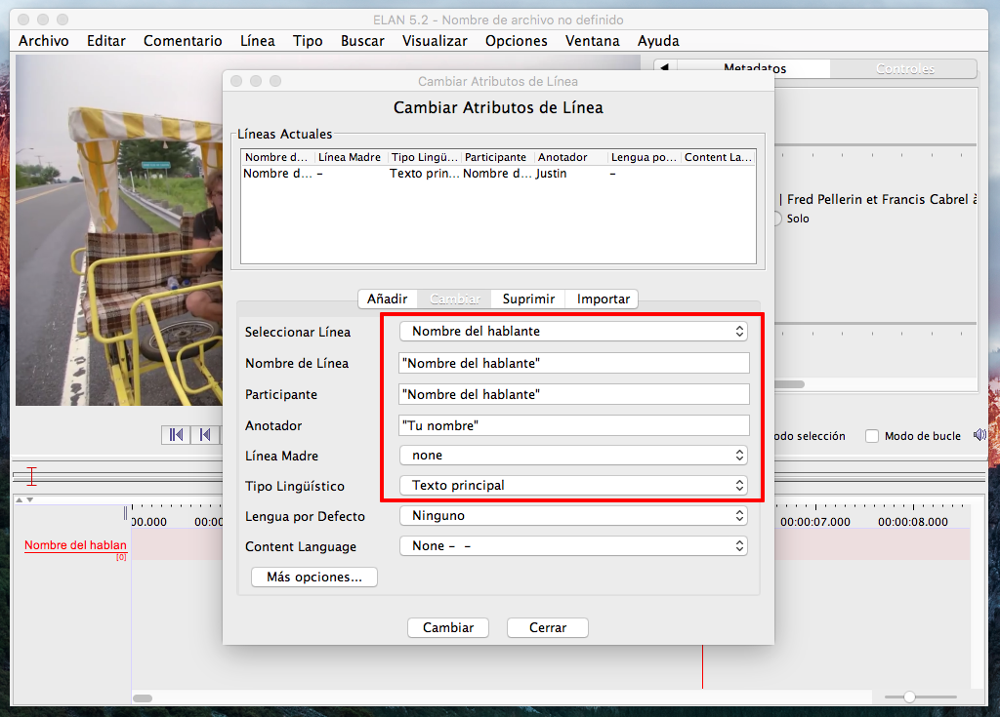 ELAN 5.2 - Nombre de archivo no definido
Archivo Editar Comentario Línea Tipo Buscar Visualizar Opciones Ventana Ayuda
Metadatos Controles
Cambiar Atributos de Línea
Cambiar Atributos de Línea
Líneas Actuales
Nombre d... Línea Madre Tipo Lingü... Participante Anotador Lengua po... Content La...
Nombre d... – Texto prin... Nombre d... Justin –
| Fred Pellerin et Francis Cabrel à
Solo
Añadir Cambiar Suprimir Importar
Seleccionar Línea Nombre del hablante
Nombre de Línea "Nombre del hablante"
Participante "Nombre del hablante"
Anotador "Tu nombre"
Línea Madre none
Tipo Lingüístico Texto principal
Lengua por Defecto Ninguno
Content Language None – –
Más opciones...
Cambiar Cerrar
odo selección Modo de bucle
00.000 00:00 00:00:07.000 00:00:08.000
Nombre del hablan
[0]